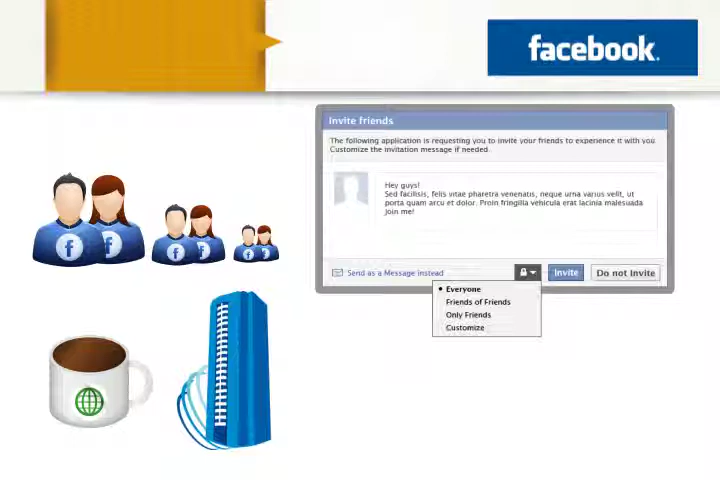 facebook.
Invite friends
The following application is requesting you to invite your friends to experience it with you
Customize the invitation message if needed.
Hey guys!
Sed facilisis, felis vitae pharetra venenatis, neque urna varius velit, ut
porta quam arcu et dolor. Proin fringilla vehicula erat lacinia malesuada
Join me!
Send as a Message instead
Invite
Do not Invite
Everyone
Friends of Friends
Only Friends
Customize